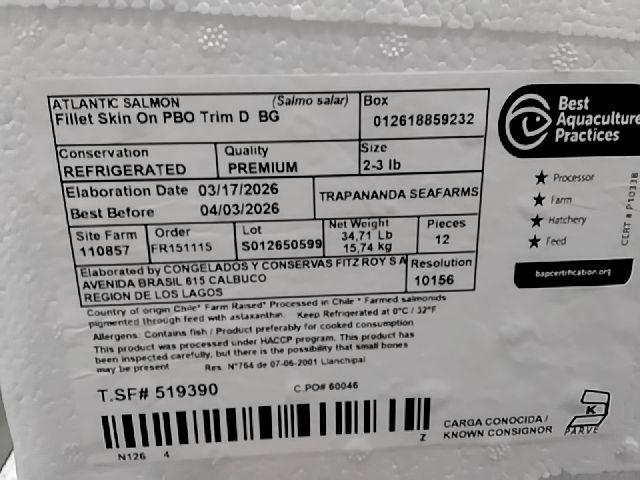 ATLANTIC SALMON (Salmo salar)
Fillet Skin On PBO Trim D BG
Box
012618859232
Conservation
REFRIGERATED
Quality
PREMIUM
Size
2-3 lb
Elaboration Date 03/17/2026
Best Before 04/03/2026
TRAPANANDA SEAFARMS
Site Farm
110857
Order
FR151115
Lot
S012650599
Net Weight
34,71 Lb
15,74 kg
Pieces
12
Elaborated by CONGELADOS Y CONSERVAS FITZ ROY S A
AVENIDA BRASIL 615 CALBUCO
REGION DE LOS LAGOS
Resolution
10156
Country of origin Chile* Farm Raised* Processed in Chile * Farmed salmonids
pigmented through feed with astaxanthin. Keep Refrigerated at 0°C / 32°F
Allergens: Contains fish / Product preferably for cooked consumption
This product was processed under HACCP program. This product has
been inspected carefully, but there is the possibility that small bones
may be present Res. N°764 de 07-06-2001 Llanchipal
T.SF# 519390
C.PO# 60046
N126 4
Z
CARGA CONOCIDA /
KNOWN CONSIGNOR
K
PARVE
Best
Aquaculture
Practices
Processor
Farm
Hatchery
Feed
CERT # P10338
bapcertification.org